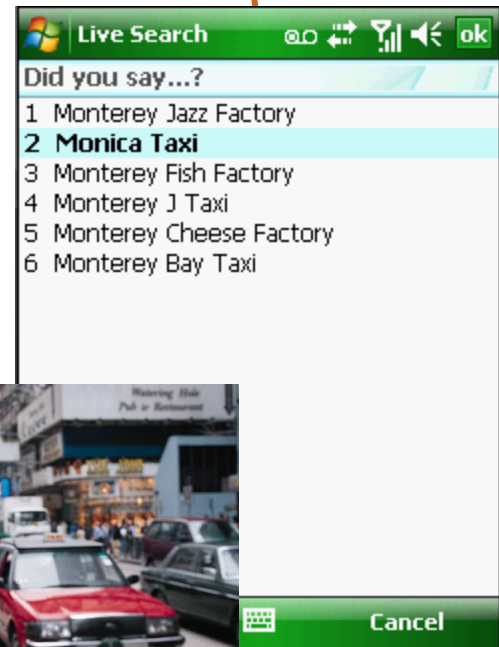 Live Search
ok
Did you say...?
1 Monterey Jazz Factory
2 Monica Taxi
3 Monterey Fish Factory
4 Monterey J Taxi
5 Monterey Cheese Factory
6 Monterey Bay Taxi
Watering Hole
Pub & Restaurant
TAXI
Cancel